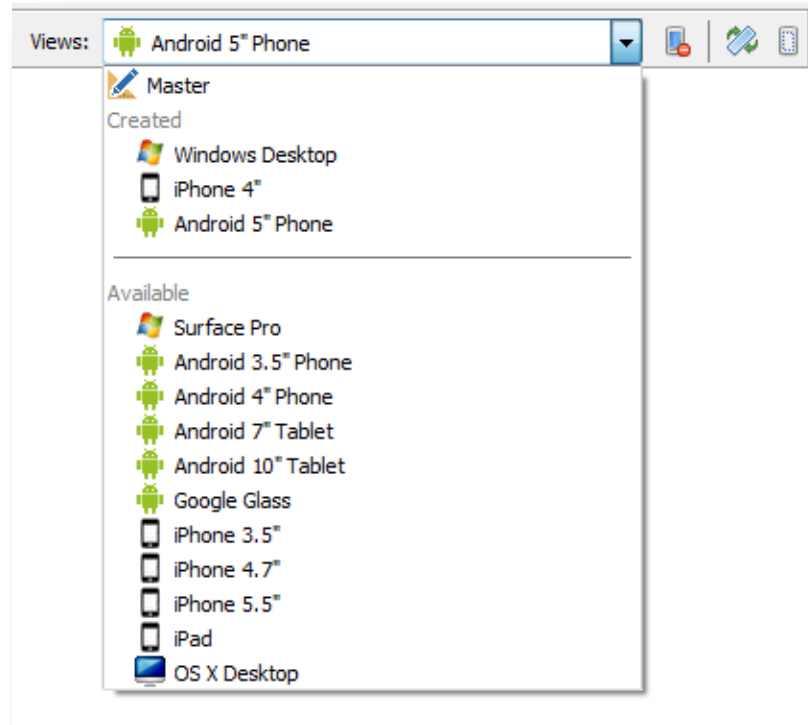 Views: Android 5" Phone
Master
Created
Windows Desktop
iPhone 4"
Android 5" Phone
Available
Surface Pro
Android 3.5" Phone
Android 4" Phone
Android 7" Tablet
Android 10" Tablet
Google Glass
iPhone 3.5"
iPhone 4.7"
iPhone 5.5"
iPad
OS X Desktop